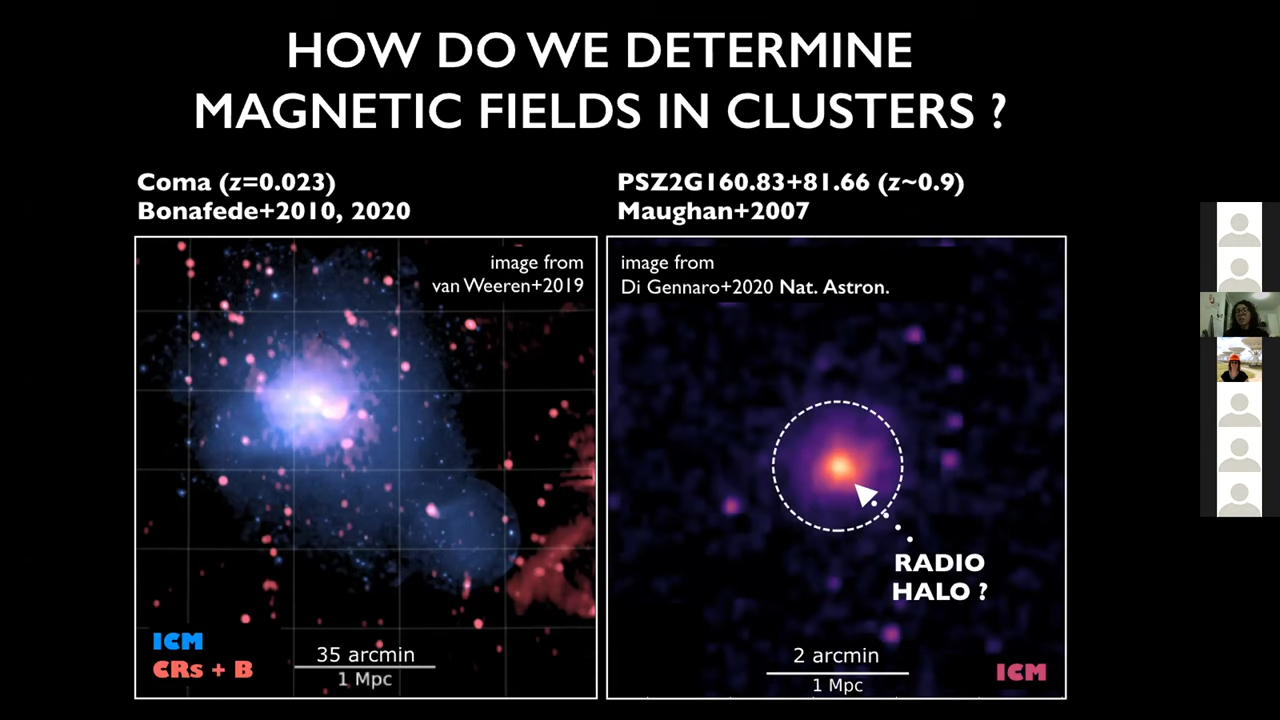 HOW DO WE DETERMINE
MAGNETIC FIELDS IN CLUSTERS ?
Coma (z=0.023)
Bonafede+2010, 2020
image from
van Weeren+2019
ICM
CRs + B
35 arcmin
1 Mpc
PSZ2G160.83+81.66 (z~0.9)
Maughan+2007
image from
Di Gennaro+2020 Nat. Astron.
RADIO
HALO ?
2 arcmin
1 Mpc
ICM